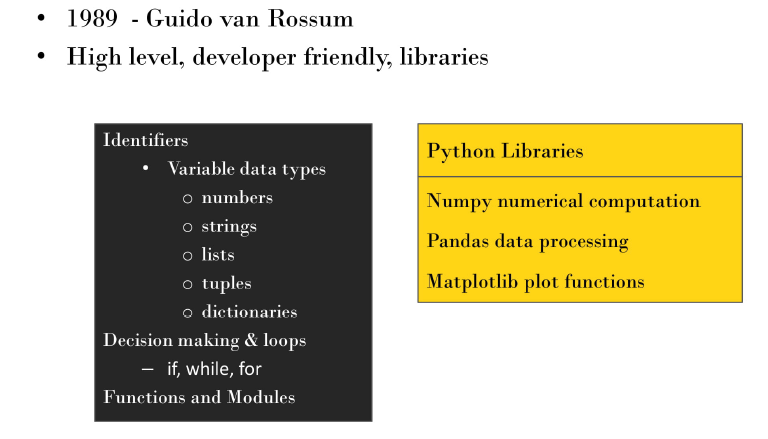 • 1989 - Guido van Rossum
• High level, developer friendly, libraries
Identifiers
• Variable data types
o numbers
o strings
o lists
o tuples
o dictionaries
Decision making & loops
– if, while, for
Functions and Modules
Python Libraries
Numpy numerical computation
Pandas data processing
Matplotlib plot functions